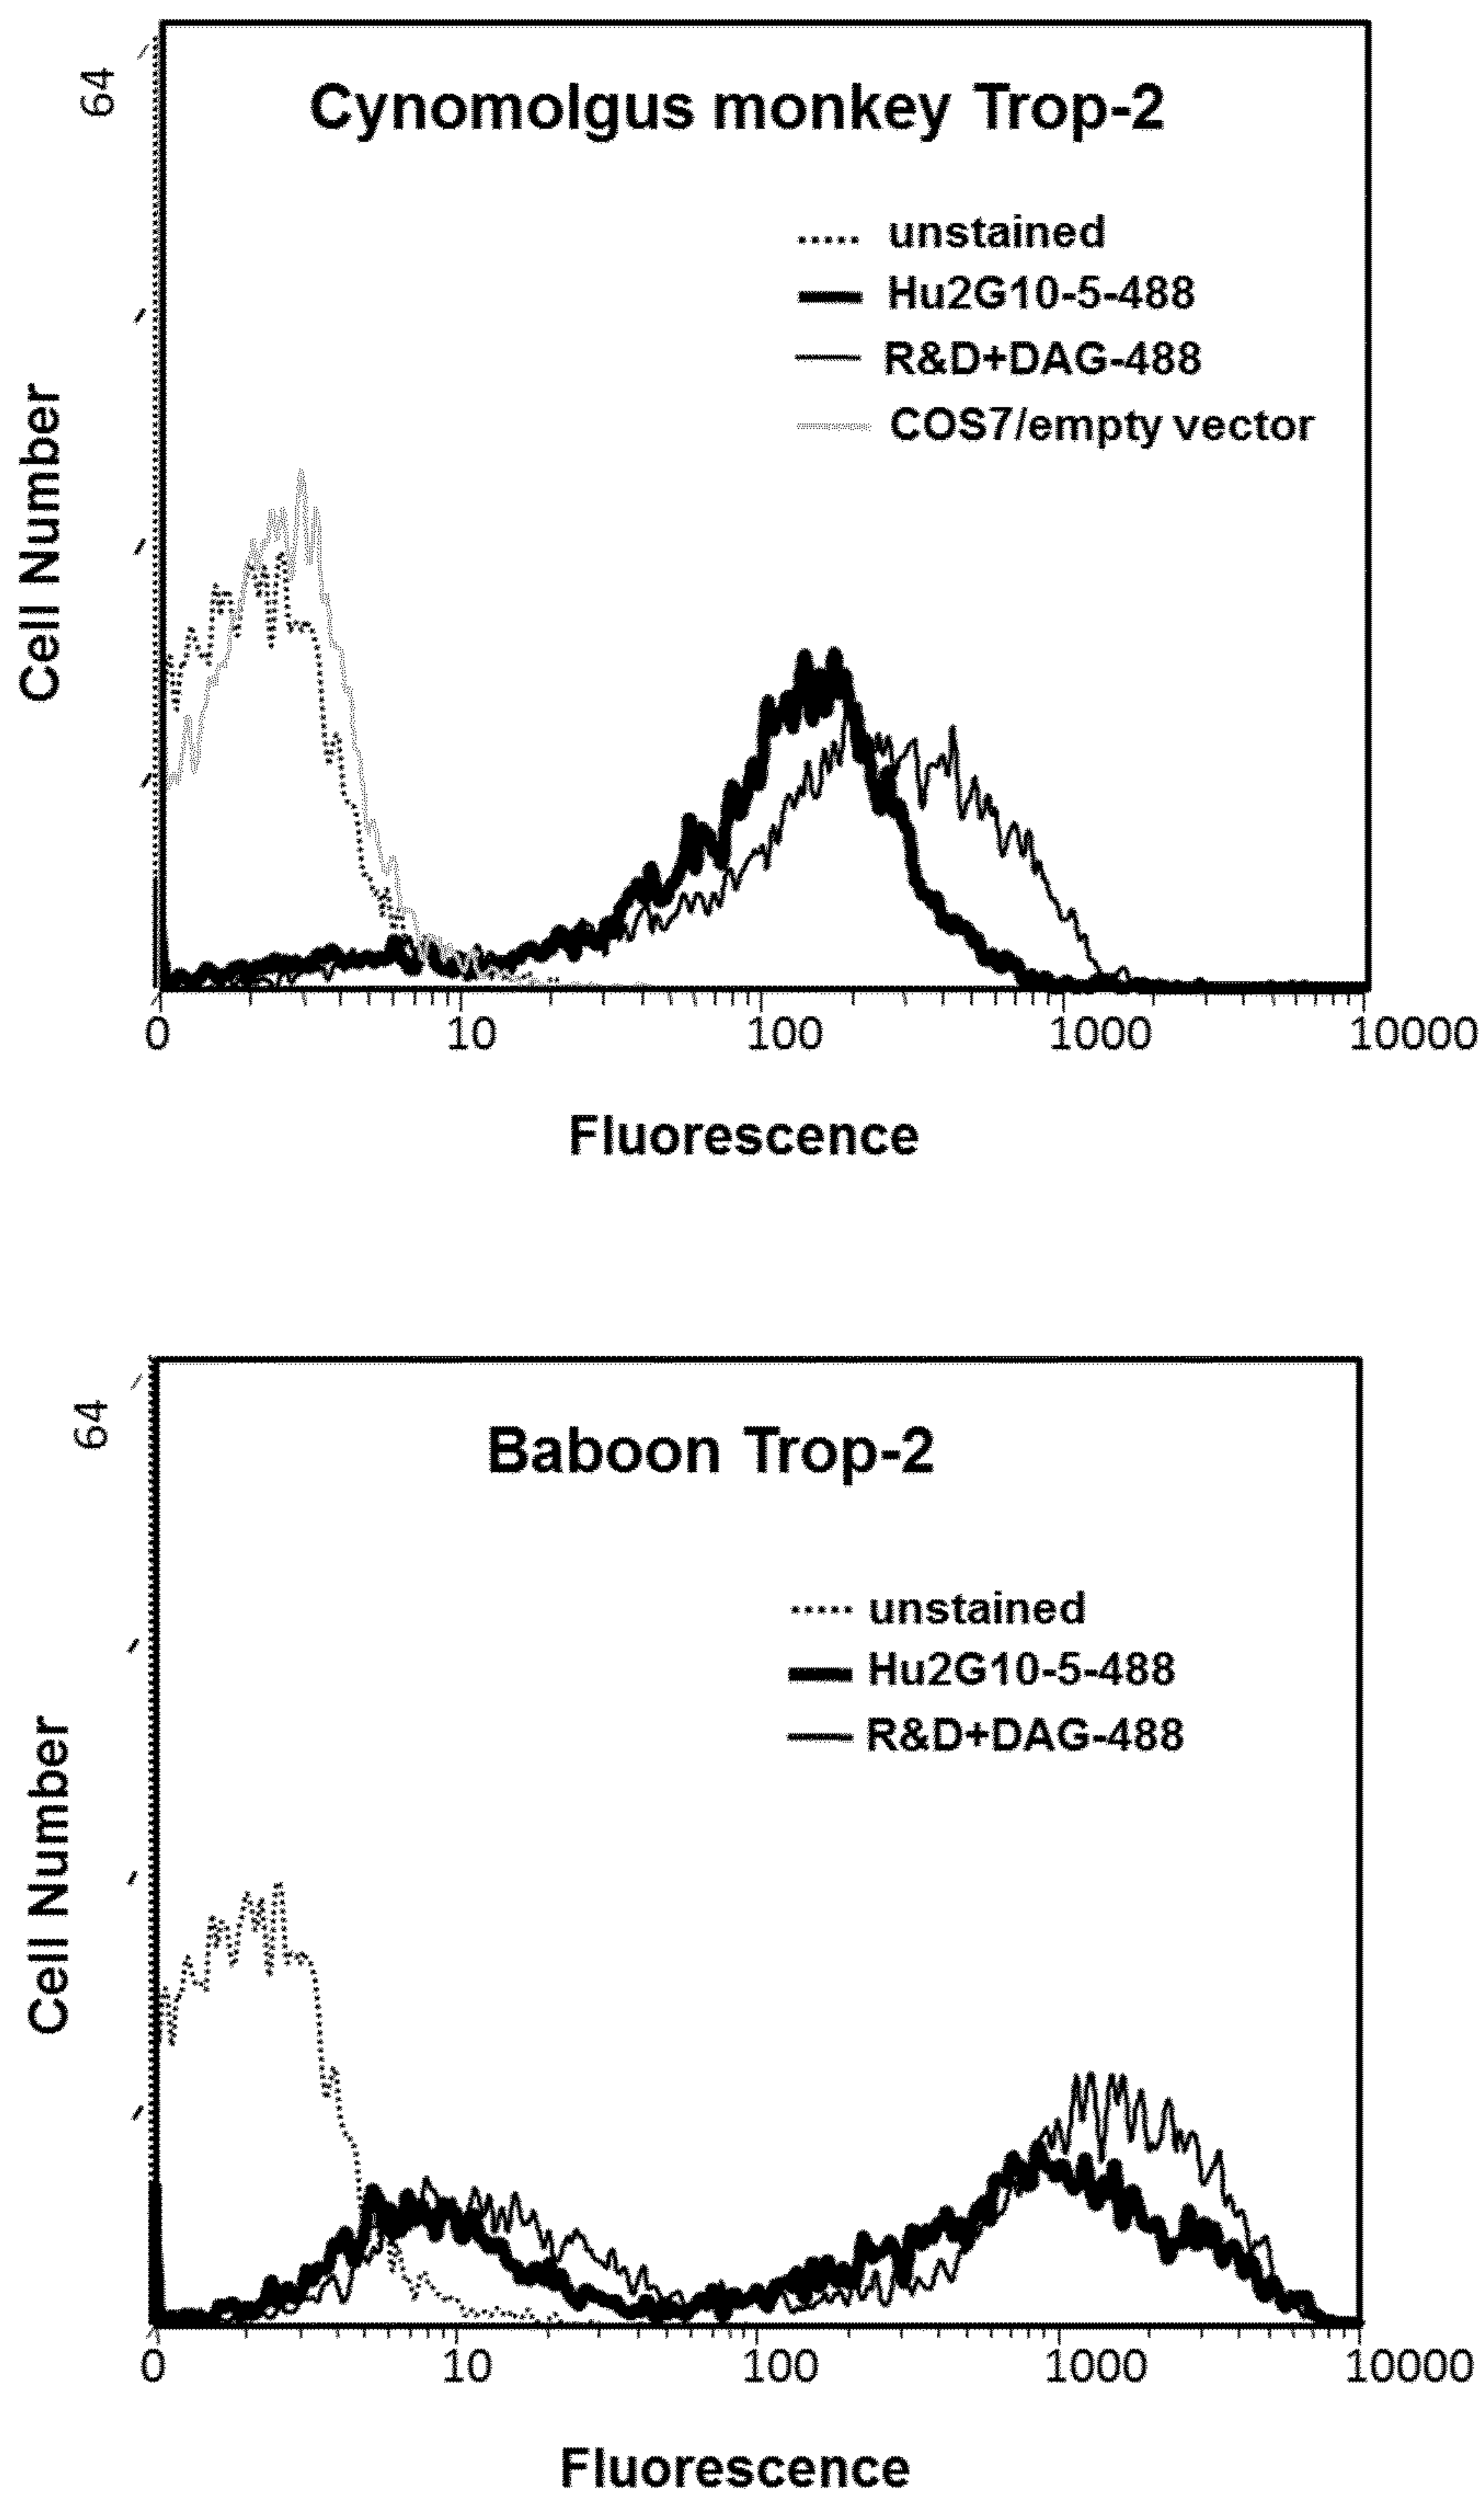 64
Cynomolgus monkey Trop-2
unstained
Hu2G10-5-488
R&D+DAG-488
COS7/empty vector
Cell Number
0 10 100 1000 10000
Fluorescence
64
Baboon Trop-2
unstained
Hu2G10-5-488
R&D+DAG-488
Cell Number
0 10 100 1000 10000
Fluorescence